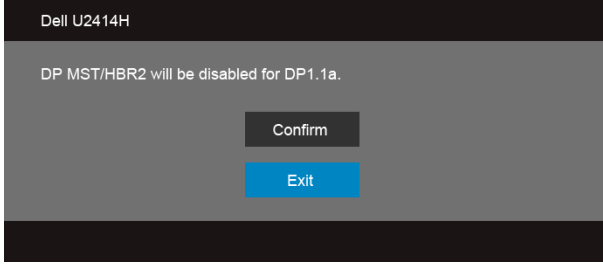 Dell U2414H
DP MST/HBR2 will be disabled for DP1.1a.
Confirm
Exit